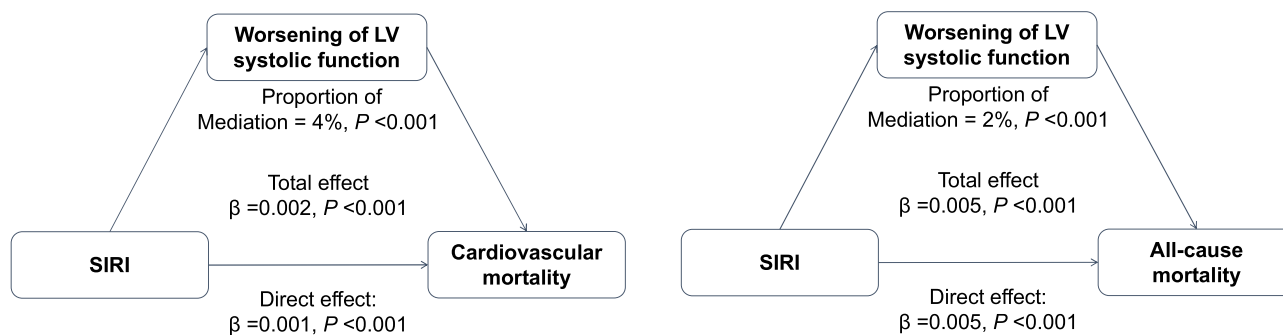 Worsening of LV
systolic function
Proportion of
Mediation = 4%, P <0.001
Total effect
β =0.002, P <0.001
SIRI
Cardiovascular
mortality
Direct effect:
β =0.001, P <0.001
Worsening of LV
systolic function
Proportion of
Mediation = 2%, P <0.001
Total effect
β =0.005, P <0.001
SIRI
All-cause
mortality
Direct effect:
β =0.005, P <0.001